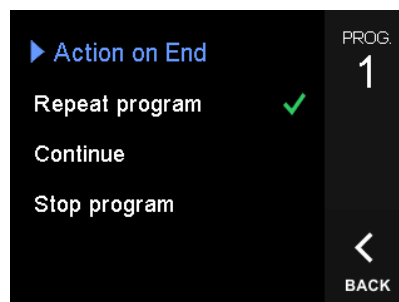 Action on End
Repeat program
Continue
Stop program
PROG.
1
BACK